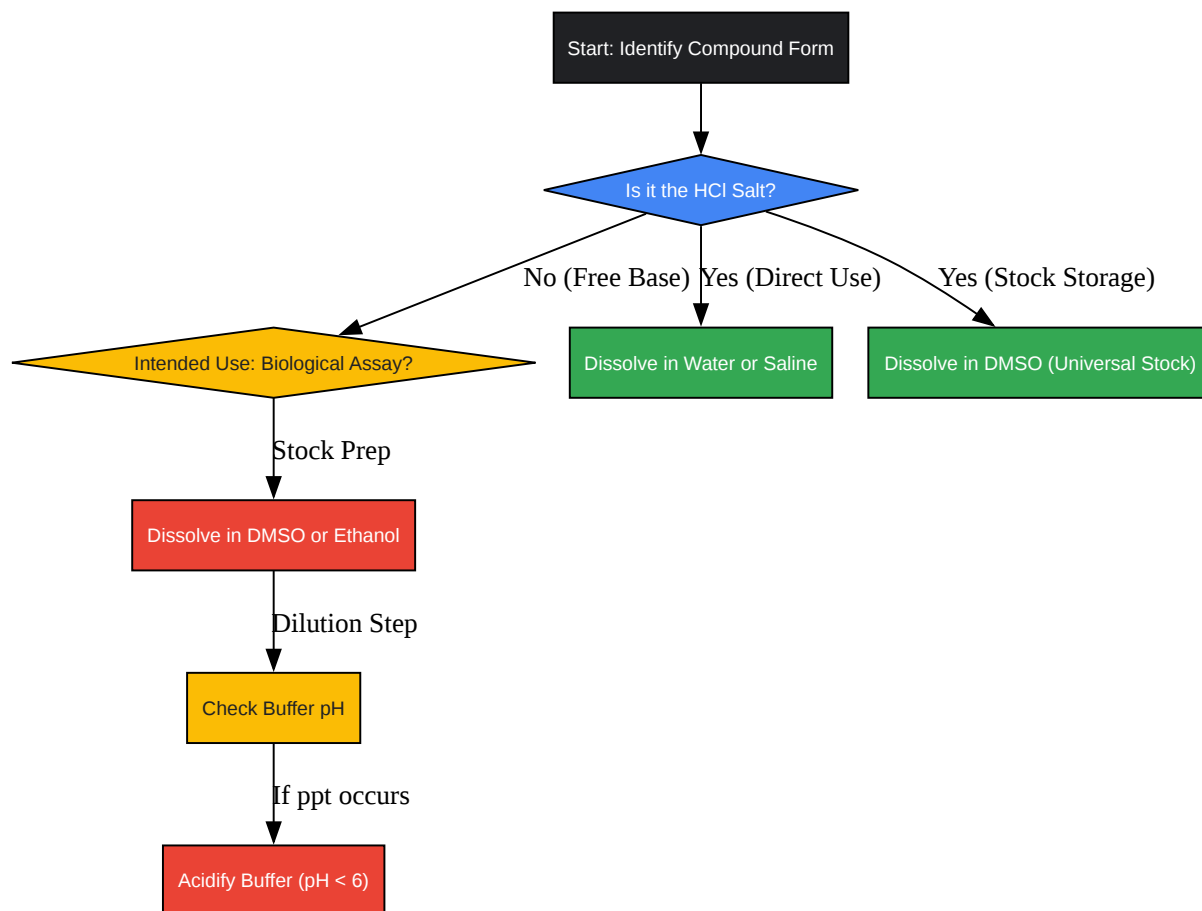 Start: Identify Compound Form
Is it the HCl Salt?
No (Free Base)
Yes (Direct Use)
Yes (Stock Storage)
Intended Use: Biological Assay?
Dissolve in Water or Saline
Dissolve in DMSO (Universal Stock)
Stock Prep
Dissolve in DMSO or Ethanol
Dilution Step
Check Buffer pH
If ppt occurs
Acidify Buffer (pH < 6)